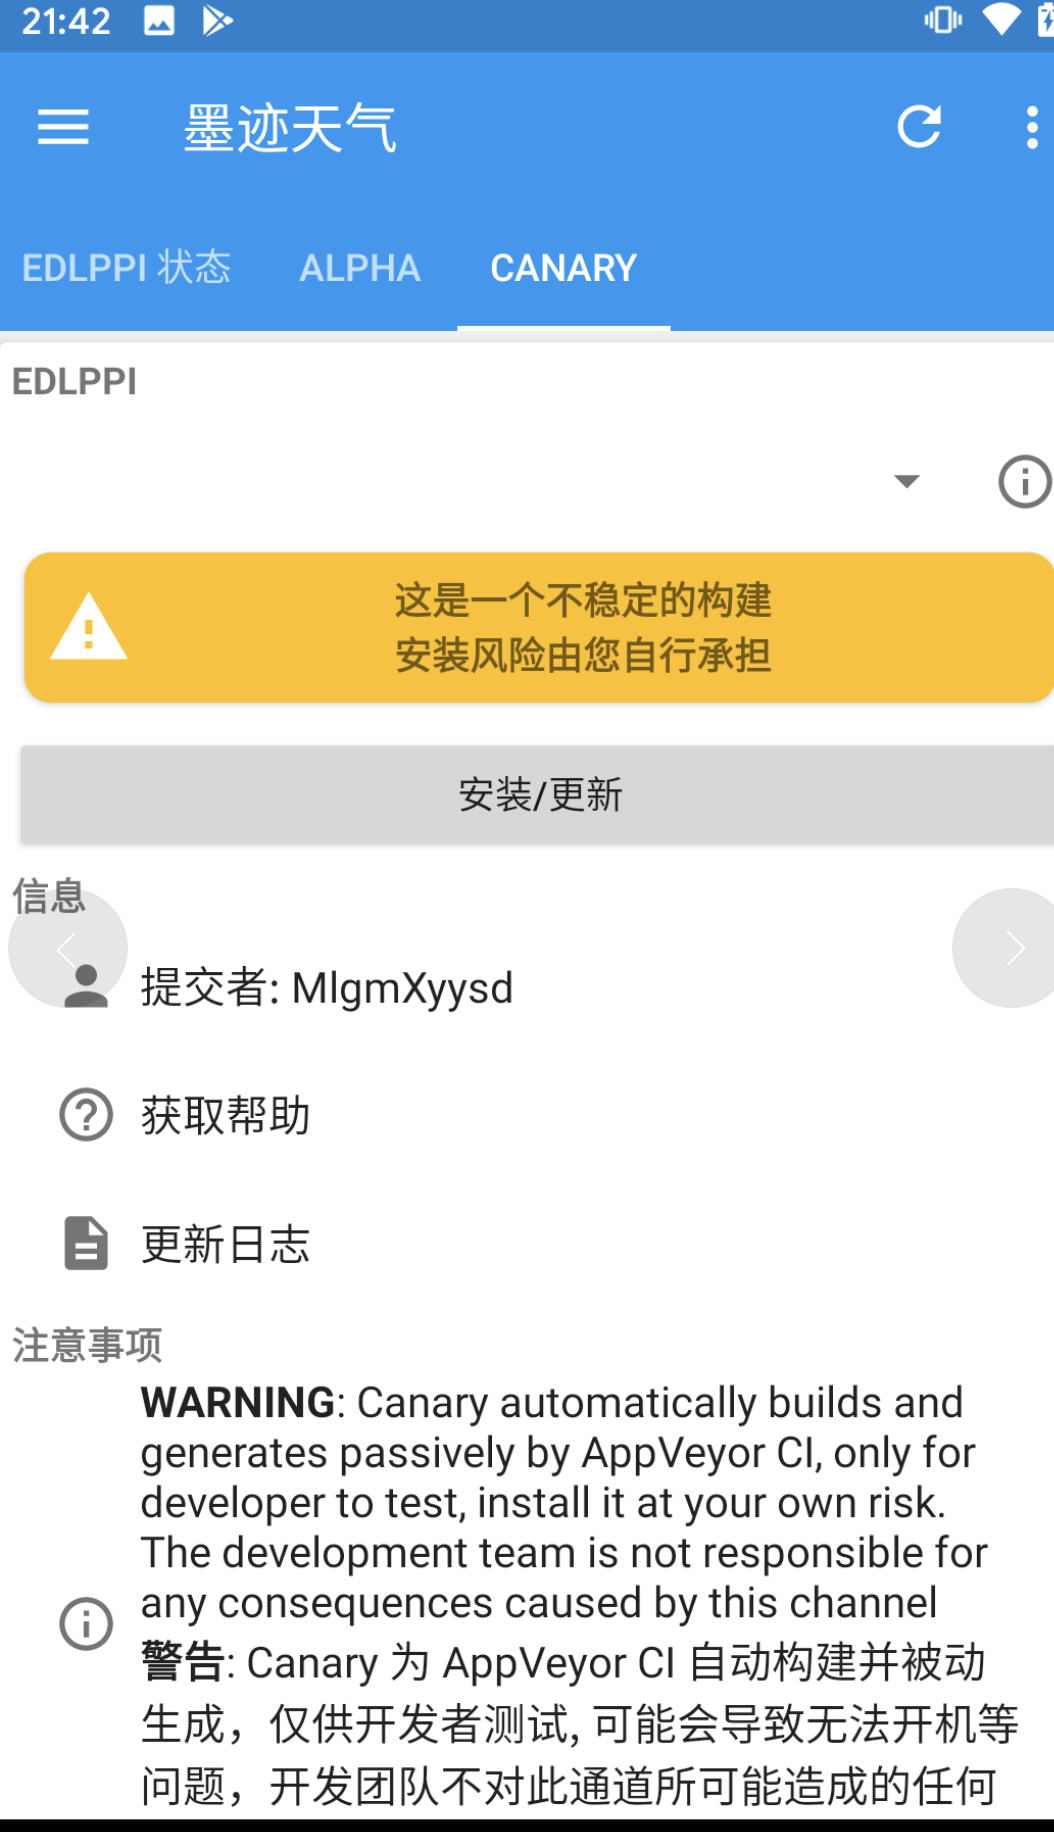 21:42
墨迹天气
EDLPPI 状态
ALPHA
CANARY
EDLPPI
这是一个不稳定的构建
安装风险由您自行承担
安装/更新
信息
提交者: MlgmXyysd
获取帮助
更新日志
注意事项
WARNING: Canary automatically builds and
generates passively by AppVeyor CI, only for
developer to test, install it at your own risk.
The development team is not responsible for
any consequences caused by this channel
警告: Canary 为 AppVeyor CI 自动构建并被动
生成，仅供开发者测试, 可能会导致无法开机等
问题，开发团队不对此通道所可能造成的任何